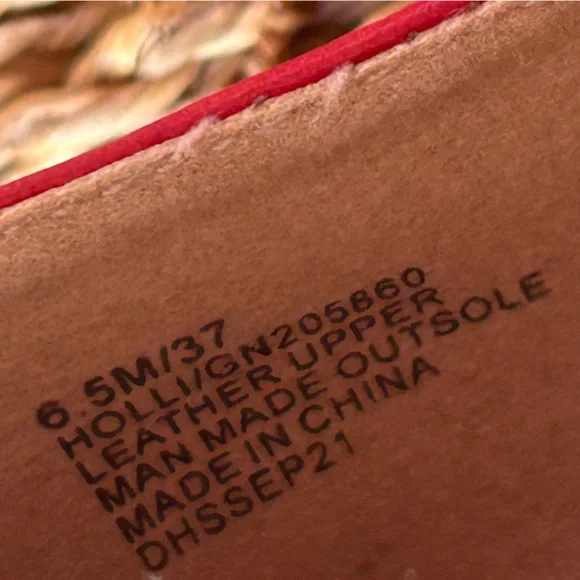 6.5M/37
HOLLI/GN205860
LEATHER UPPER
MAN MADE OUTSOLE
MADE IN CHINA
DHSSEP21